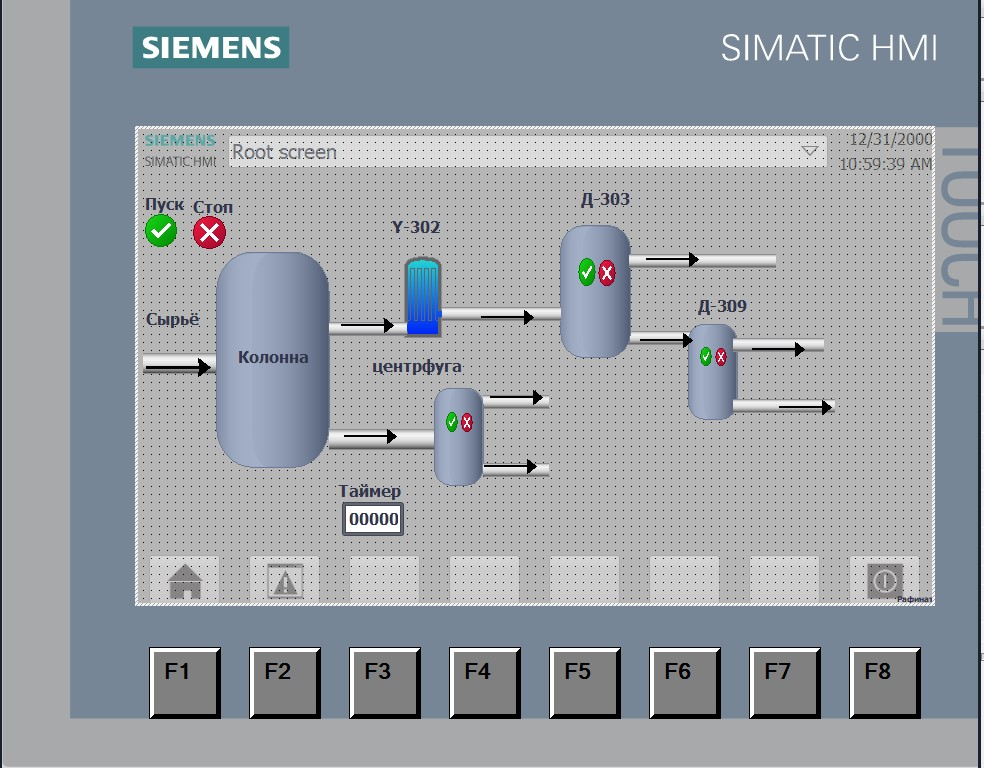 SIEMENS
SIMATIC HMI
TOUCH
SIEMENS
SIMATIC HMI
Root screen
12/31/2000
10:59:39 AM
Пуск
Стоп
Y-302
Д-303
Д-309
Сырьё
Колонна
центрфуга
Таймер
00000
Рафинат
F1
F2
F3
F4
F5
F6
F7
F8